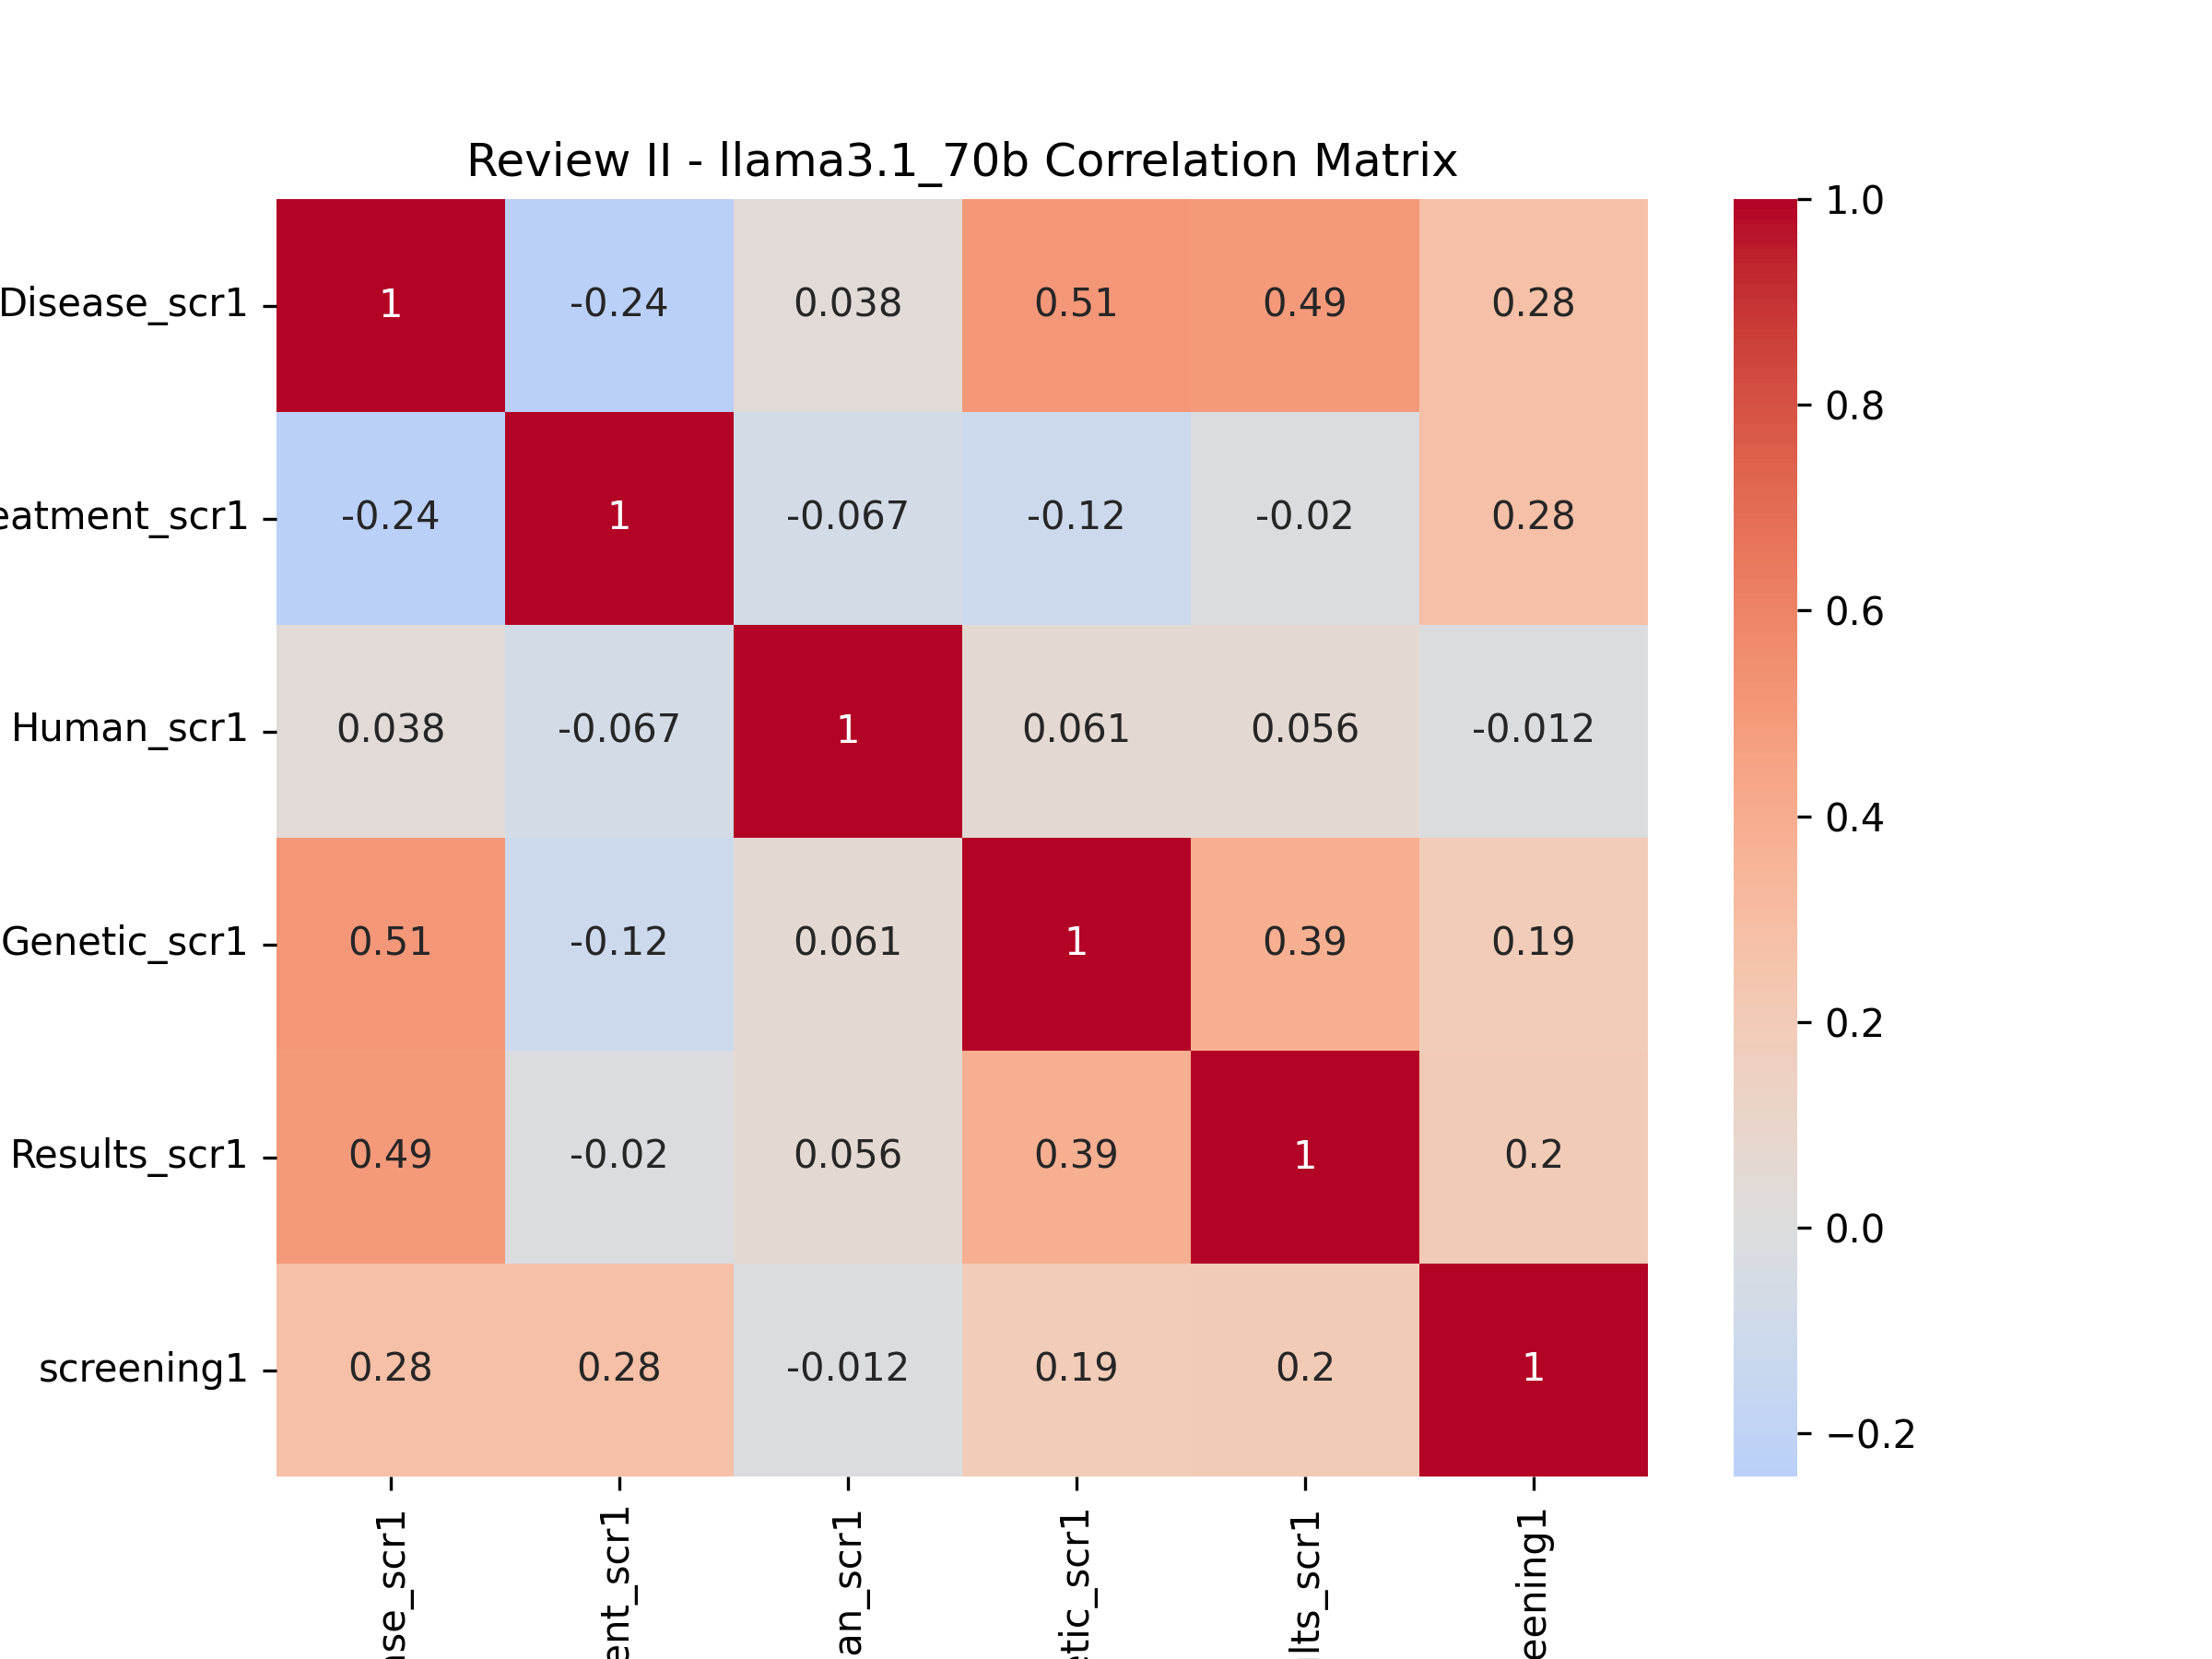 Review II - llama3.1_70b Correlation Matrix
Disease_scr1 1 -0.24 0.038 0.51 0.49 0.28
eatment_scr1 -0.24 1 -0.067 -0.12 -0.02 0.28
Human_scr1 0.038 -0.067 1 0.061 0.056 -0.012
Genetic_scr1 0.51 -0.12 0.061 1 0.39 0.19
Results_scr1 0.49 -0.02 0.056 0.39 1 0.2
screening1 0.28 0.28 -0.012 0.19 0.2 1
ase_scr1
ent_scr1
an_scr1
etic_scr1
lts_scr1
eening1
1.0
0.8
0.6
0.4
0.2
0.0
−0.2